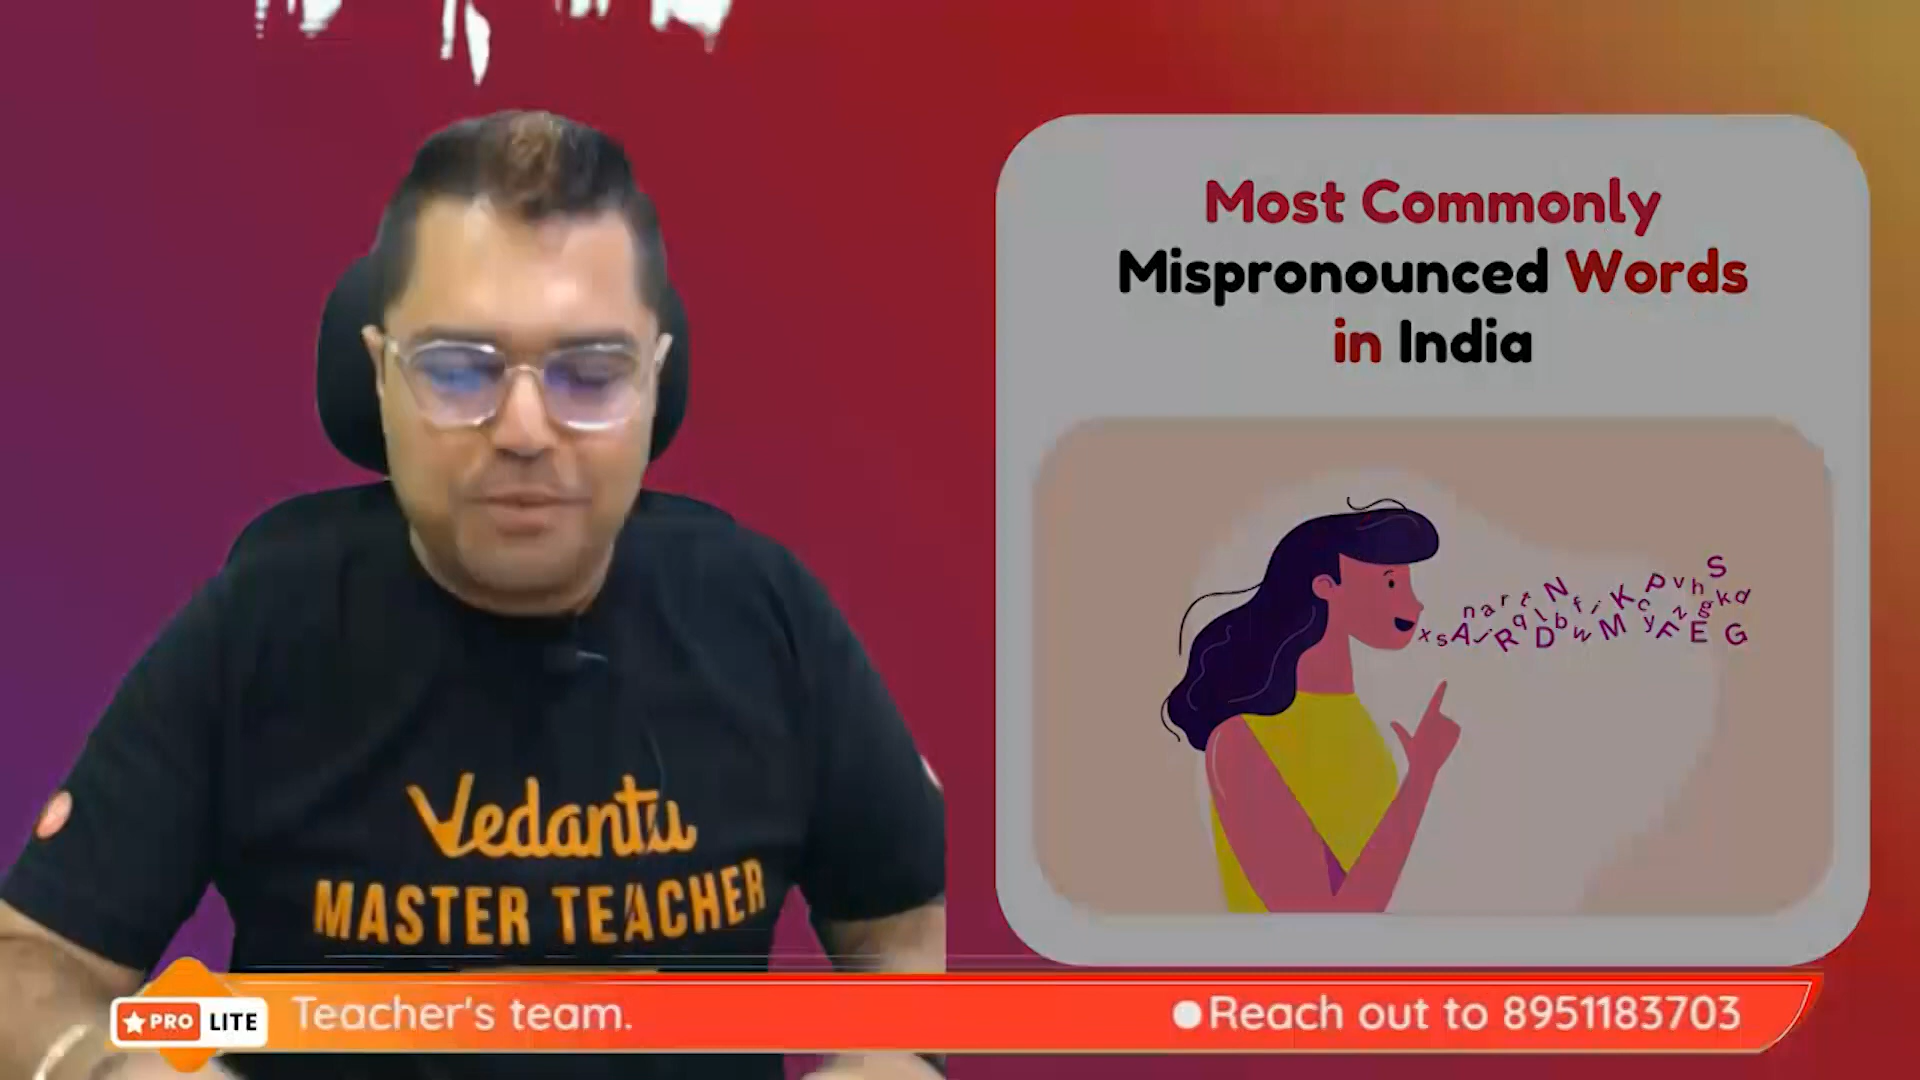 Most Commonly
Mispronounced Words
in India
n a r t N f i K P v h S
x s A j R q l D b w M c y F z E g k d G
Vedantu
MASTER TEACHER
PRO LITE
Teacher's team.
Reach out to 8951183703